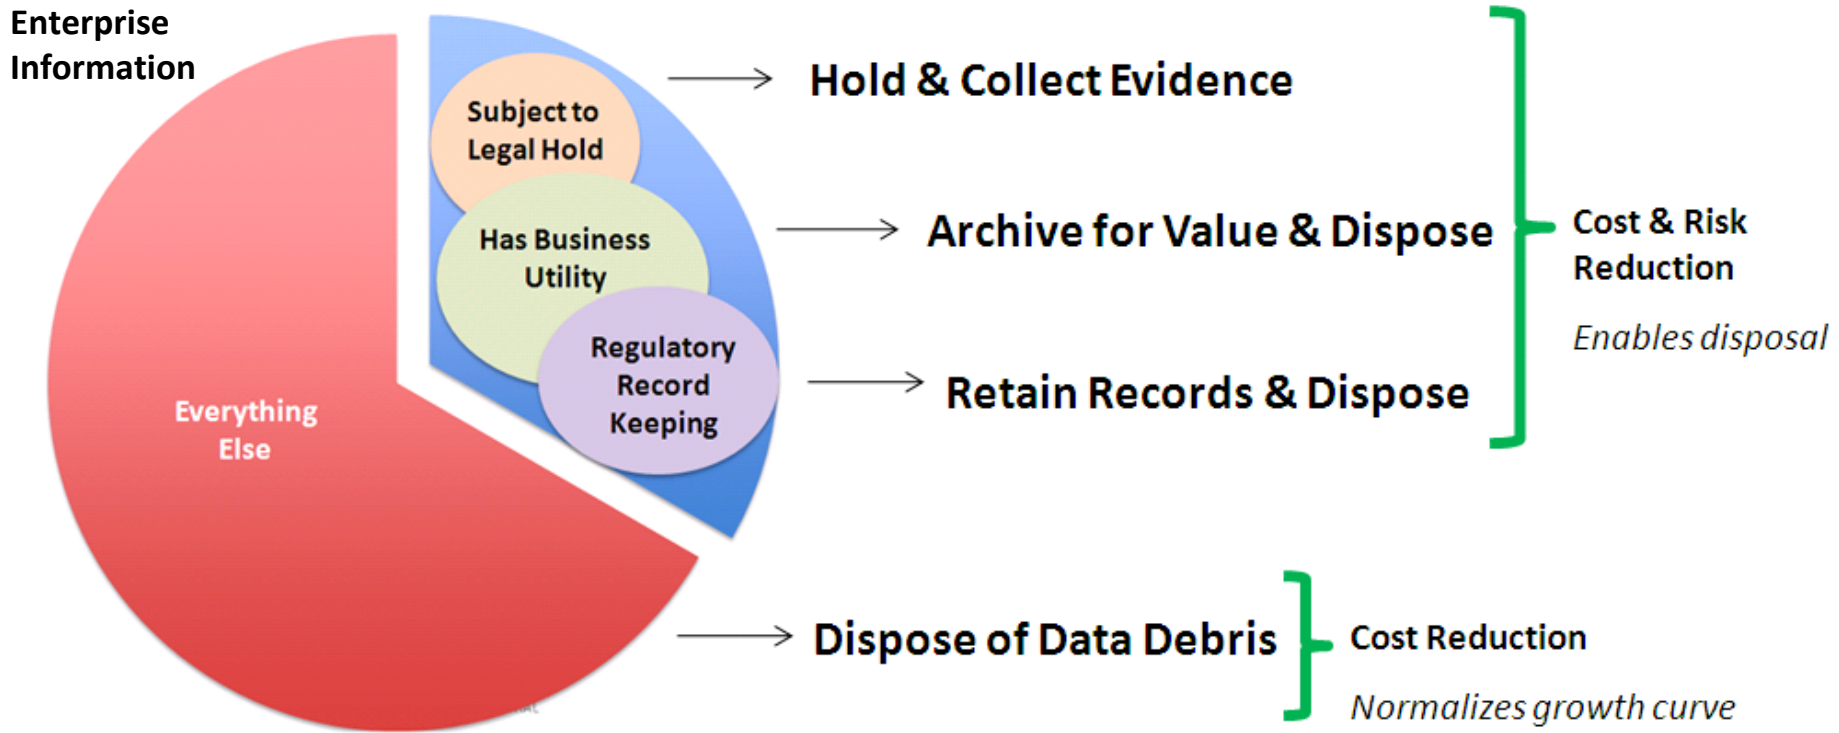 Enterprise
Information
Subject to
Legal Hold
Has Business
Utility
Regulatory
Record
Keeping
Everything
Else
Hold & Collect Evidence
Archive for Value & Dispose
Retain Records & Dispose
Cost & Risk
Reduction
Enables disposal
Dispose of Data Debris
Cost Reduction
Normalizes growth curve